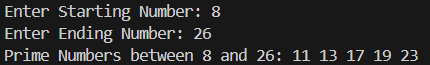 Enter Starting Number: 8
Enter Ending Number: 26
Prime Numbers between 8 and 26: 11 13 17 19 23